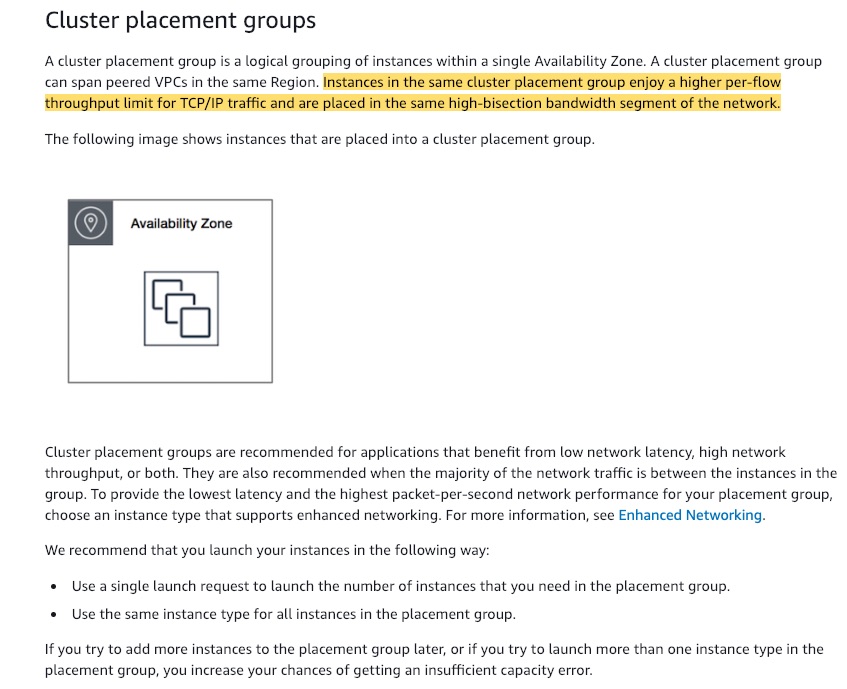 Cluster placement groups
A cluster placement group is a logical grouping of instances within a single Availability Zone. A cluster placement group
can span peered VPCs in the same Region. Instances in the same cluster placement group enjoy a higher per-flow
throughput limit for TCP/IP traffic and are placed in the same high-bisection bandwidth segment of the network.
The following image shows instances that are placed into a cluster placement group.
Availability Zone
Cluster placement groups are recommended for applications that benefit from low network latency, high network
throughput, or both. They are also recommended when the majority of the network traffic is between the instances in the
group. To provide the lowest latency and the highest packet-per-second network performance for your placement group,
choose an instance type that supports enhanced networking. For more information, see Enhanced Networking.
We recommend that you launch your instances in the following way:
• Use a single launch request to launch the number of instances that you need in the placement group.
• Use the same instance type for all instances in the placement group.
If you try to add more instances to the placement group later, or if you try to launch more than one instance type in the
placement group, you increase your chances of getting an insufficient capacity error.